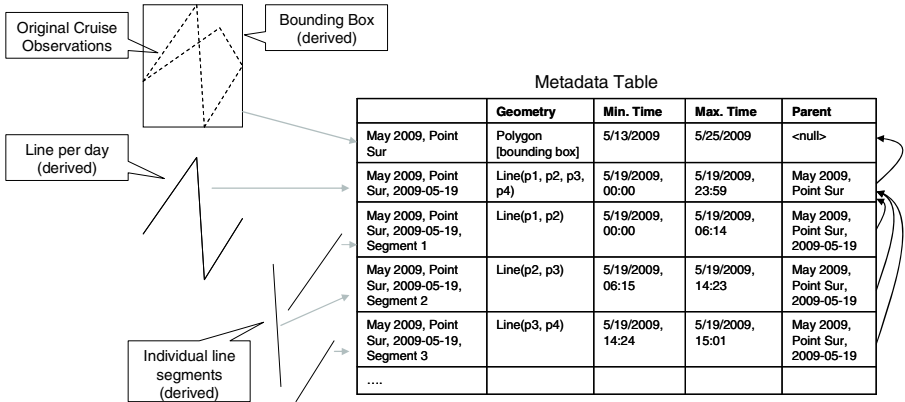 Original Cruise
Observations
Bounding Box
(derived)
Line per day
(derived)
Individual line
segments
(derived)
Metadata Table
Geometry Min. Time Max. Time Parent
May 2009, Point
Sur
Polygon
[bounding box]
5/13/2009
5/25/2009
<null>
May 2009, Point
Sur, 2009-05-19
Line(p1, p2, p3,
p4)
5/19/2009,
00:00
5/19/2009,
23:59
May 2009,
Point Sur
May 2009, Point
Sur, 2009-05-19,
Segment 1
Line(p1, p2)
5/19/2009,
00:00
5/19/2009,
06:14
May 2009,
Point Sur,
2009-05-19
May 2009, Point
Sur, 2009-05-19,
Segment 2
Line(p2, p3)
5/19/2009,
06:15
5/19/2009,
14:23
May 2009,
Point Sur,
2009-05-19
May 2009, Point
Sur, 2009-05-19,
Segment 3
Line(p3, p4)
5/19/2009,
14:24
5/19/2009,
15:01
May 2009,
Point Sur,
2009-05-19
....